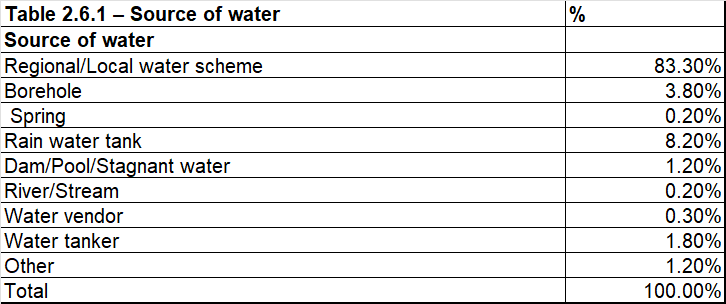 Table 2.6.1 – Source of water %
Source of water
Regional/Local water scheme 83.30%
Borehole 3.80%
Spring 0.20%
Rain water tank 8.20%
Dam/Pool/Stagnant water 1.20%
River/Stream 0.20%
Water vendor 0.30%
Water tanker 1.80%
Other 1.20%
Total 100.00%